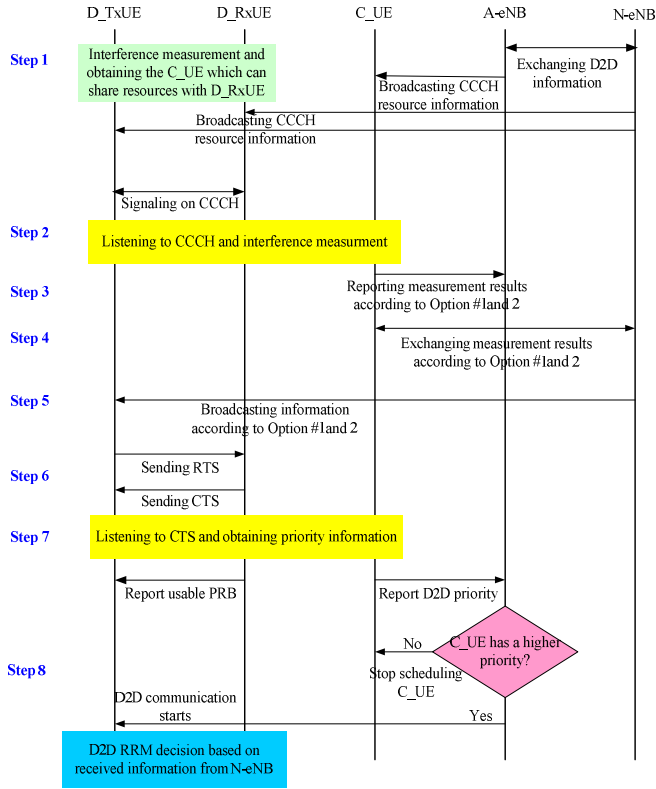 D_TxUE
D_RxUE
C_UE
A-eNB
N-eNB
Step 1
Interference measurement and
obtaining the C_UE which can
share resources with D_RxUE
Exchanging D2D
information
Broadcasting CCCH
resource information
Broadcasting CCCH
resource information
Signaling on CCCH
Step 2
Listening to CCCH and interference measurment
Step 3
Reporting measurement results
according to Option #1and 2
Step 4
Exchanging measurement results
according to Option #1and 2
Step 5
Broadcasting information
according to Option #1and 2
Sending RTS
Step 6
Sending CTS
Step 7
Listening to CTS and obtaining priority information
Report usable PRB
Report D2D priority
No
C_UE has a higher
priority?
Step 8
Stop scheduling
C_UE
D2D communication
starts
Yes
D2D RRM decision based on
received information from N-eNB